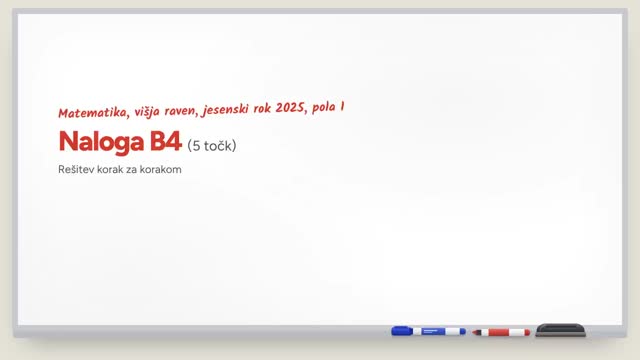 Matematika, višja raven, jesenski rok 2025, pola 1
Naloga B4 (5 točk)
Rešitev korak za korakom